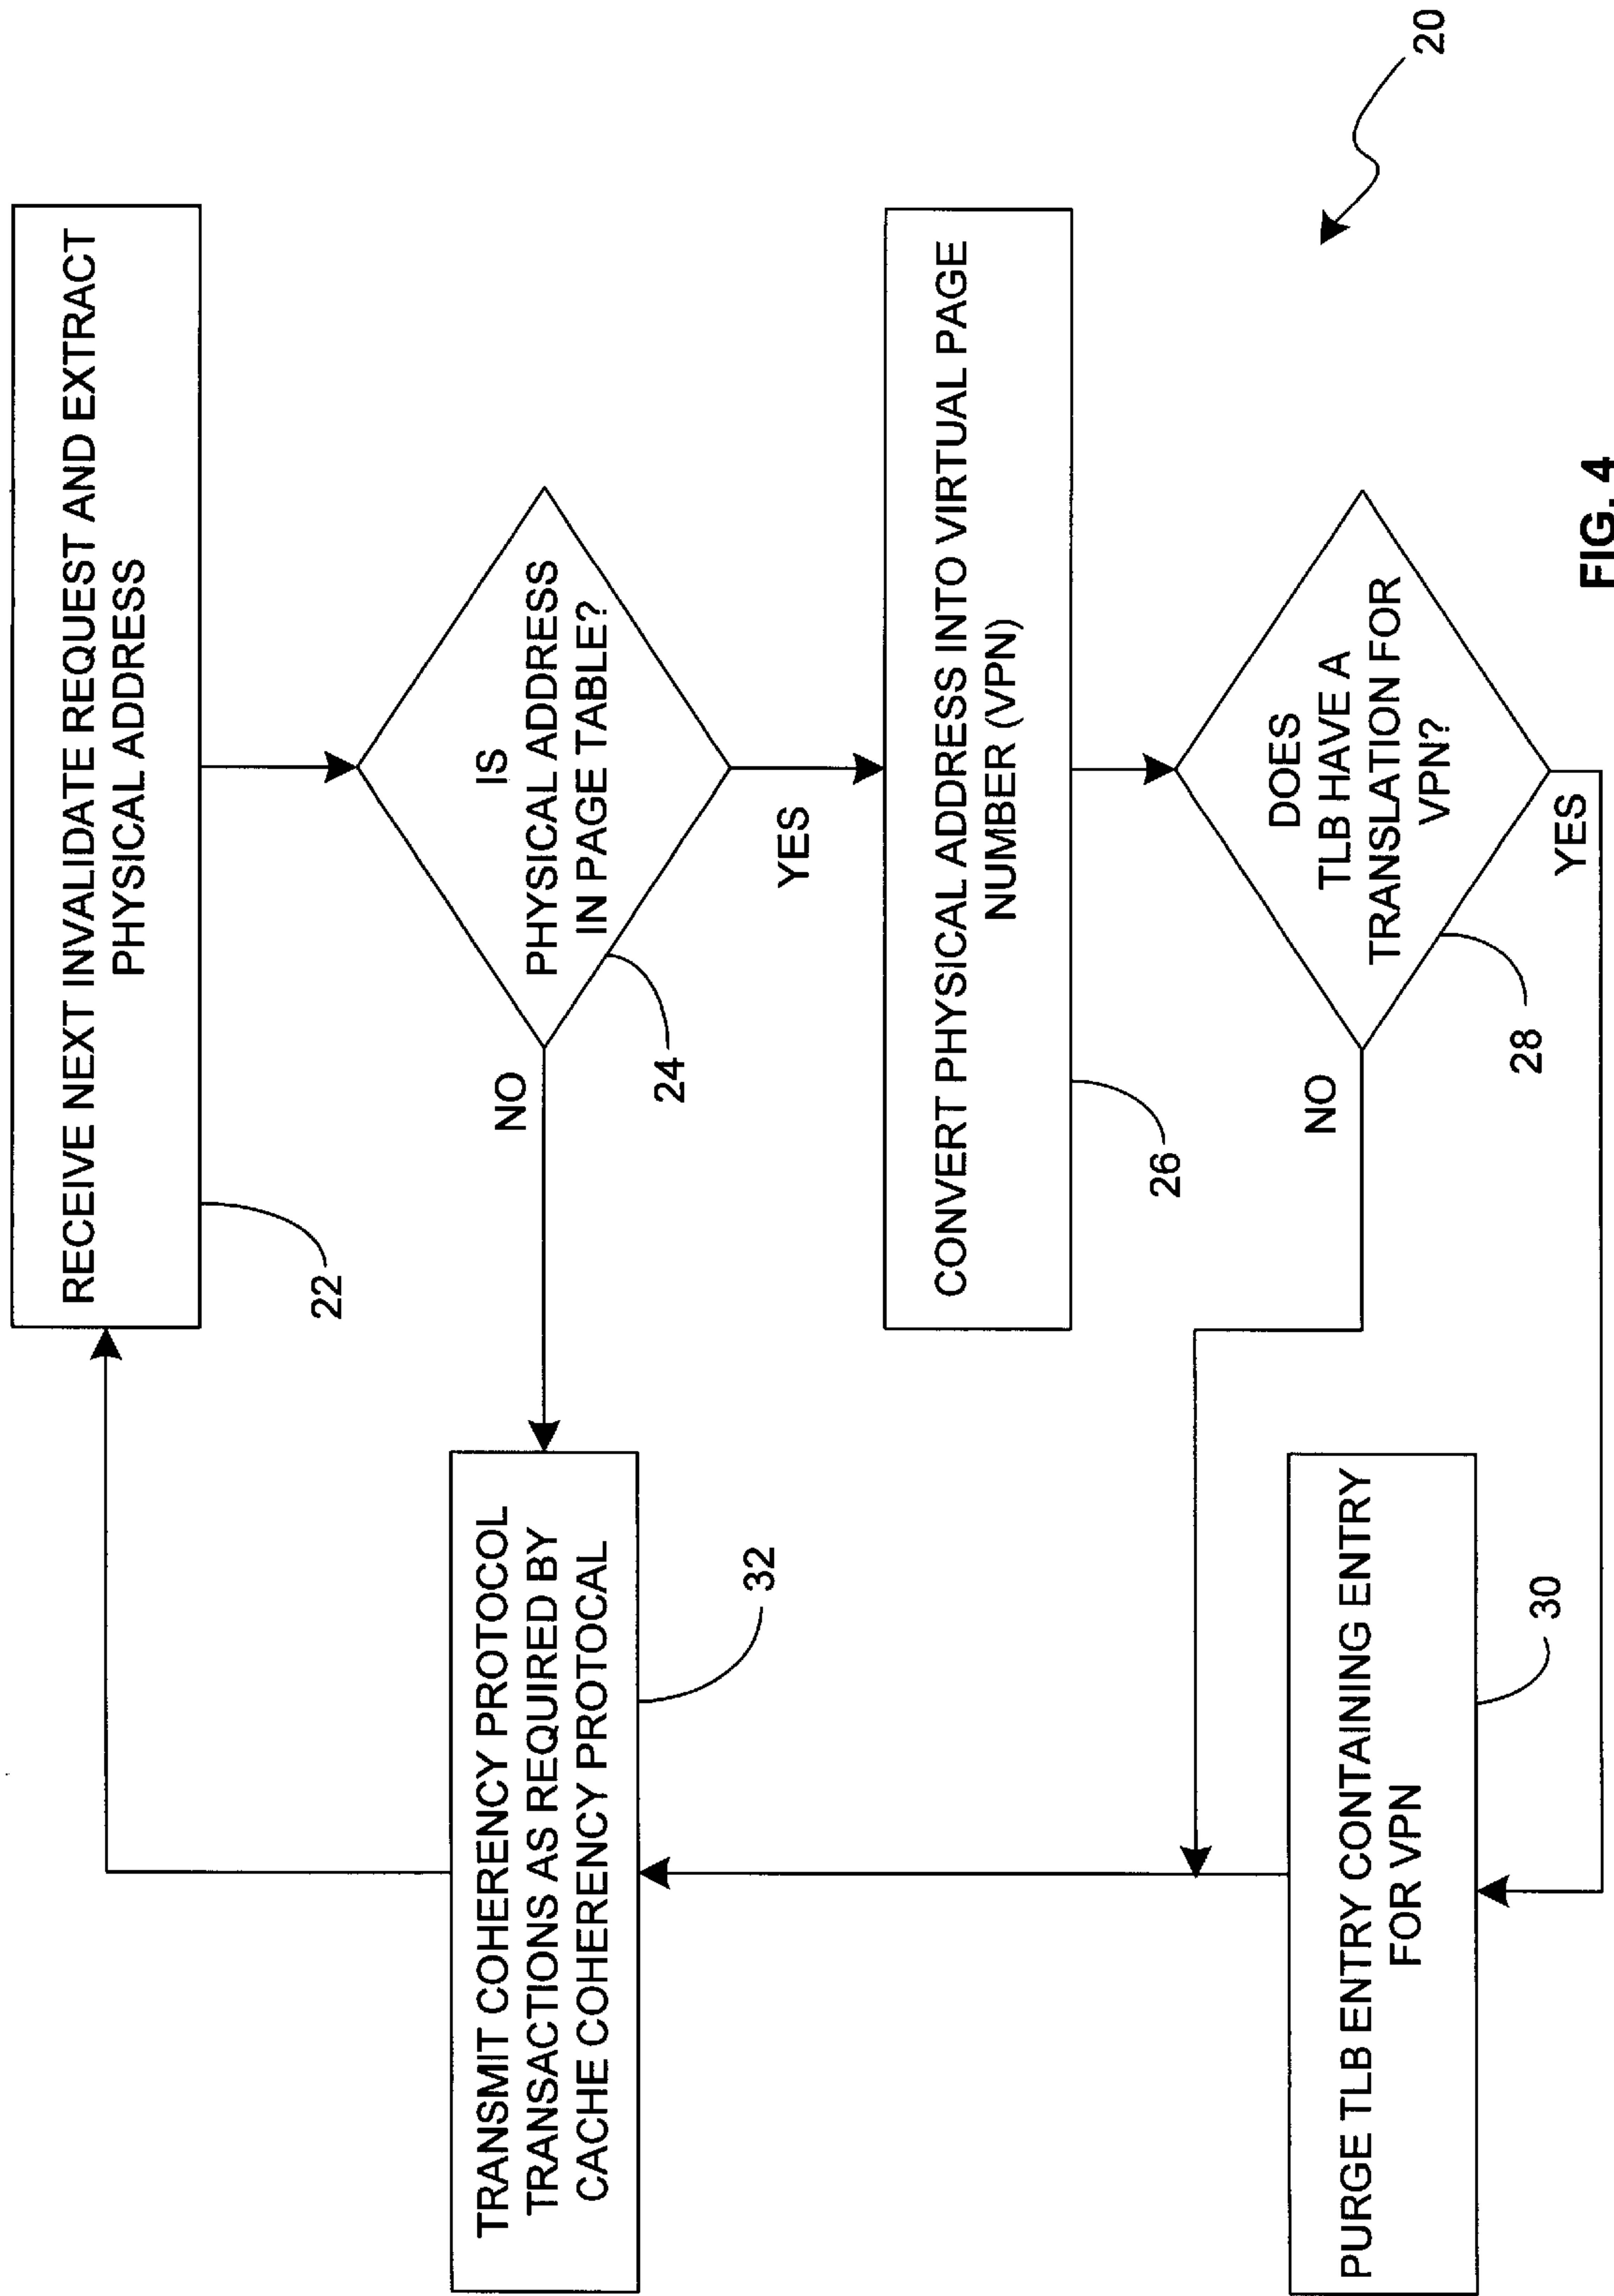 RECEIVE NEXT INVALIDATE REQUEST AND EXTRACT
PHYSICAL ADDRESS
22
IS
PHYSICAL ADDRESS
IN PAGE TABLE?
24
NO
YES
TRANSMIT COHERENCY PROTOCOL
TRANSACTIONS AS REQUIRED BY
CACHE COHERENCY PROTOCAL
32
CONVERT PHYSICAL ADDRESS INTO VIRTUAL PAGE
NUMBER (VPN)
26
DOES
TLB HAVE A
TRANSLATION FOR
VPN?
28
NO
YES
PURGE TLB ENTRY CONTAINING ENTRY
FOR VPN
30
20
FIG. 4